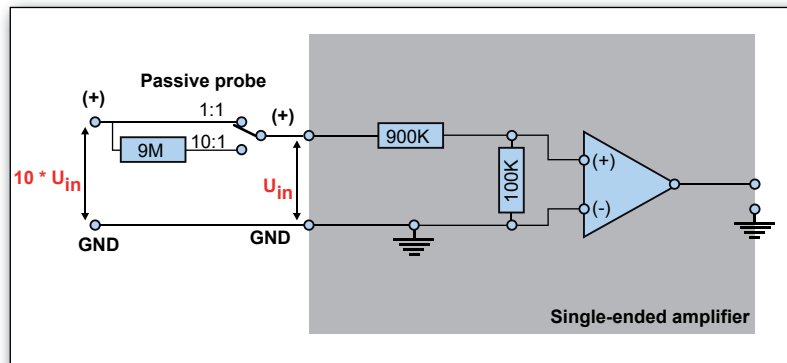 Passive probe
(+)
1:1
(+)
9M
10:1
900K
100K
(+)
(-)
10 * Uin
Uin
GND
GND
Single-ended amplifier